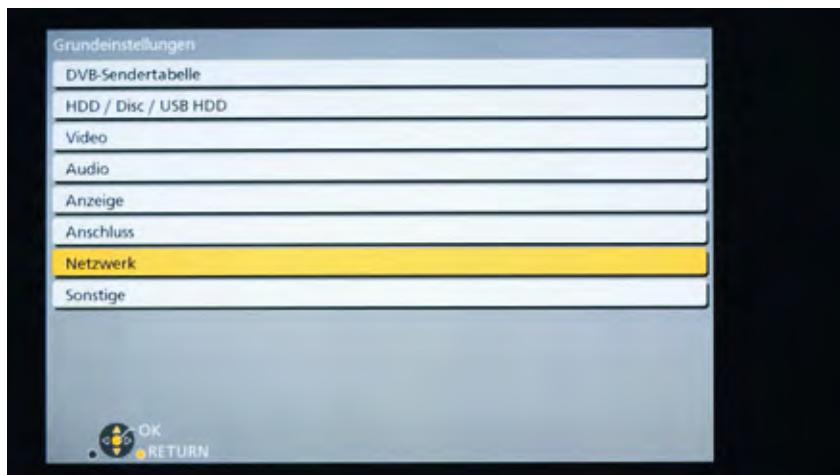 Grundeinstellungen
DVB-Sendertabelle
HDD / Disc / USB HDD
Video
Audio
Anzeige
Anschluss
Netzwerk
Sonstige
OK
RETURN